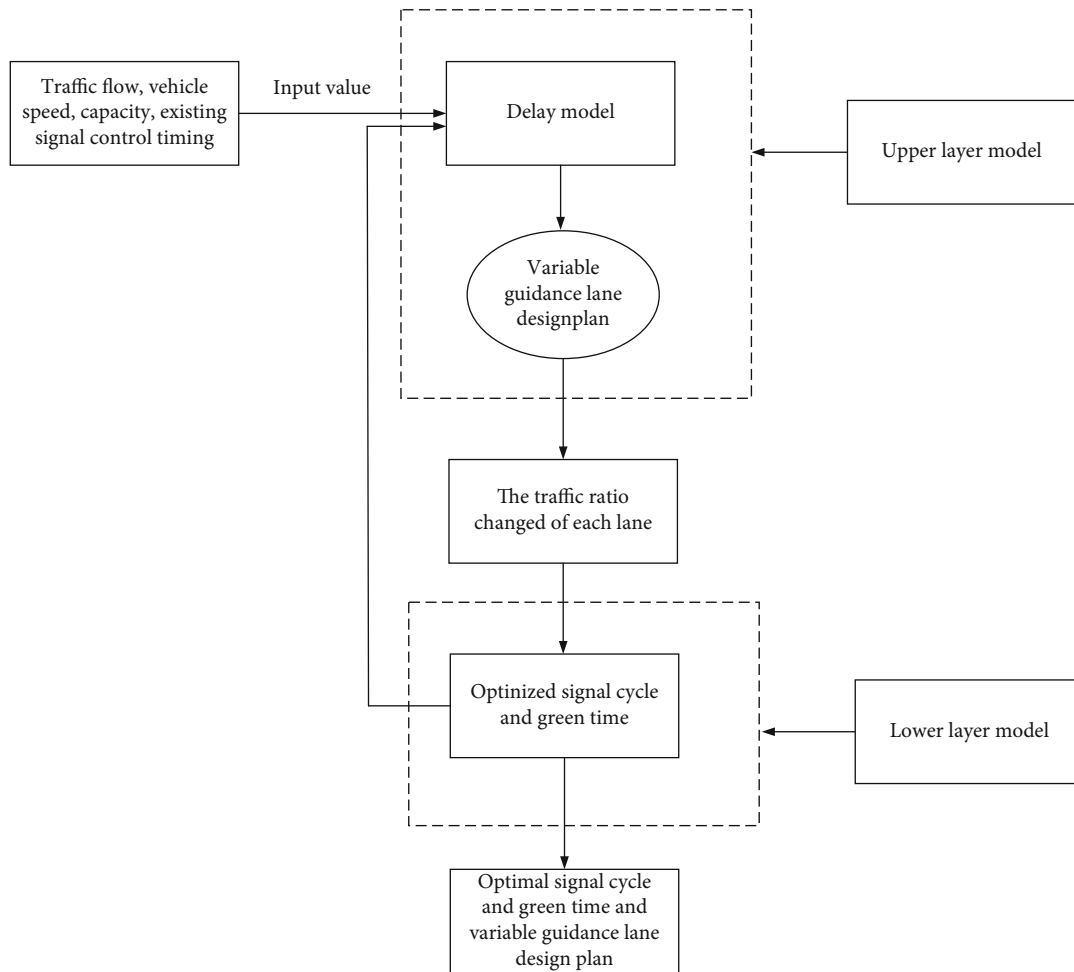 Traffic flow, vehicle
speed, capacity, existing
signal control timing
Input value
Delay model
Upper layer model
Variable
guidance lane
designplan
The traffic ratio
changed of each lane
Optinized signal cycle
and green time
Lower layer model
Optimal signal cycle
and green time and
variable guidance lane
design plan